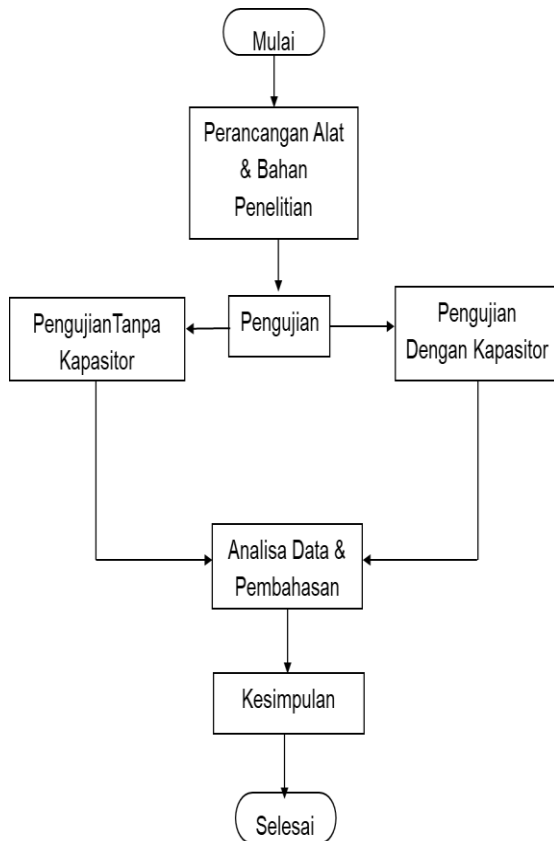 Mulai
Perancangan Alat
& Bahan
Penelitian
Pengujian
PengujianTanpa
Kapasitor
Pengujian
Dengan Kapasitor
Analisa Data &
Pembahasan
Kesimpulan
Selesai